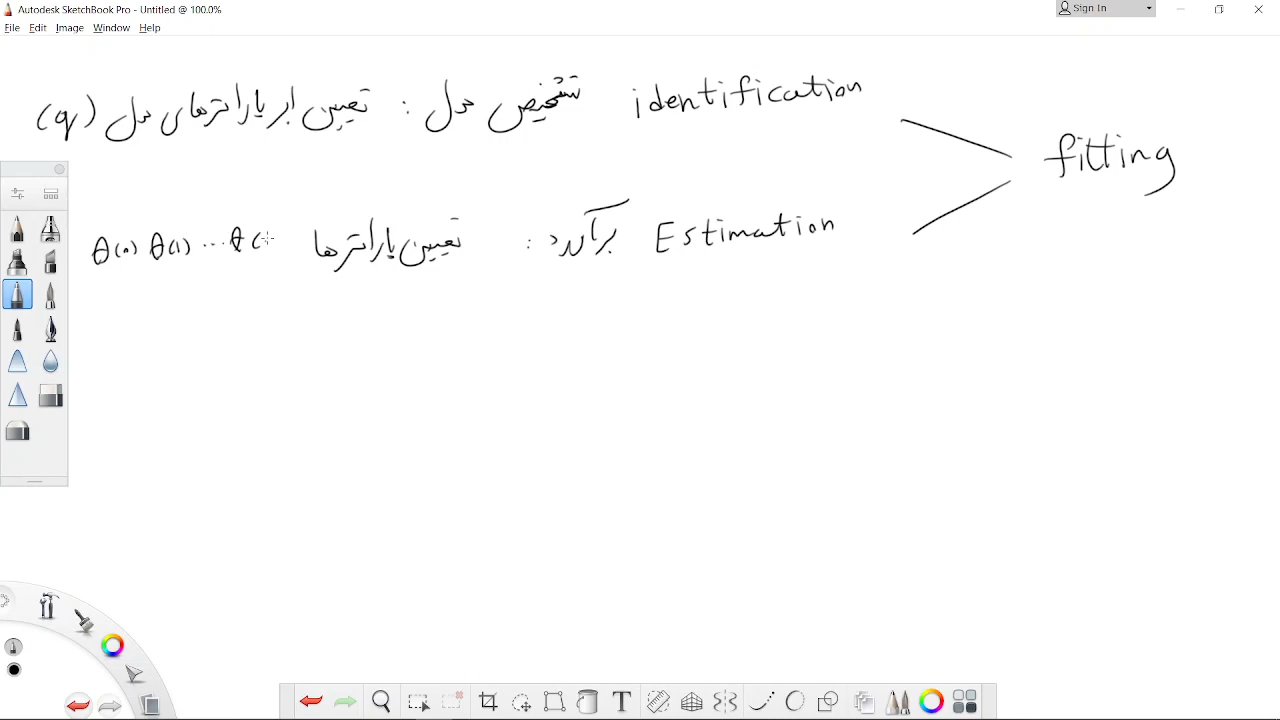 Autodesk SketchBook Pro - Untitled @ 100.0%
Sign In
File Edit Image Window Help
fitting
identification تشخیص مدل : تعیین ابر پارامترهای مدل (q)
Estimation برآورد : تعیین پارامترها θ(0) θ(1) ... θ(